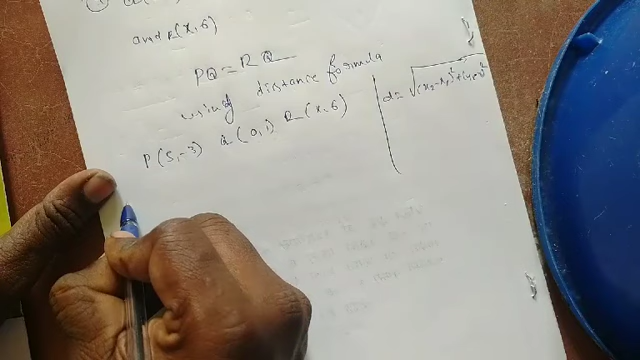 and R(x,6)
PQ = RQ
using distance formula
P(5,-3) Q(0,1) R(x,6)
d = √(x₂-x₁)²+(y₂-y₁)²